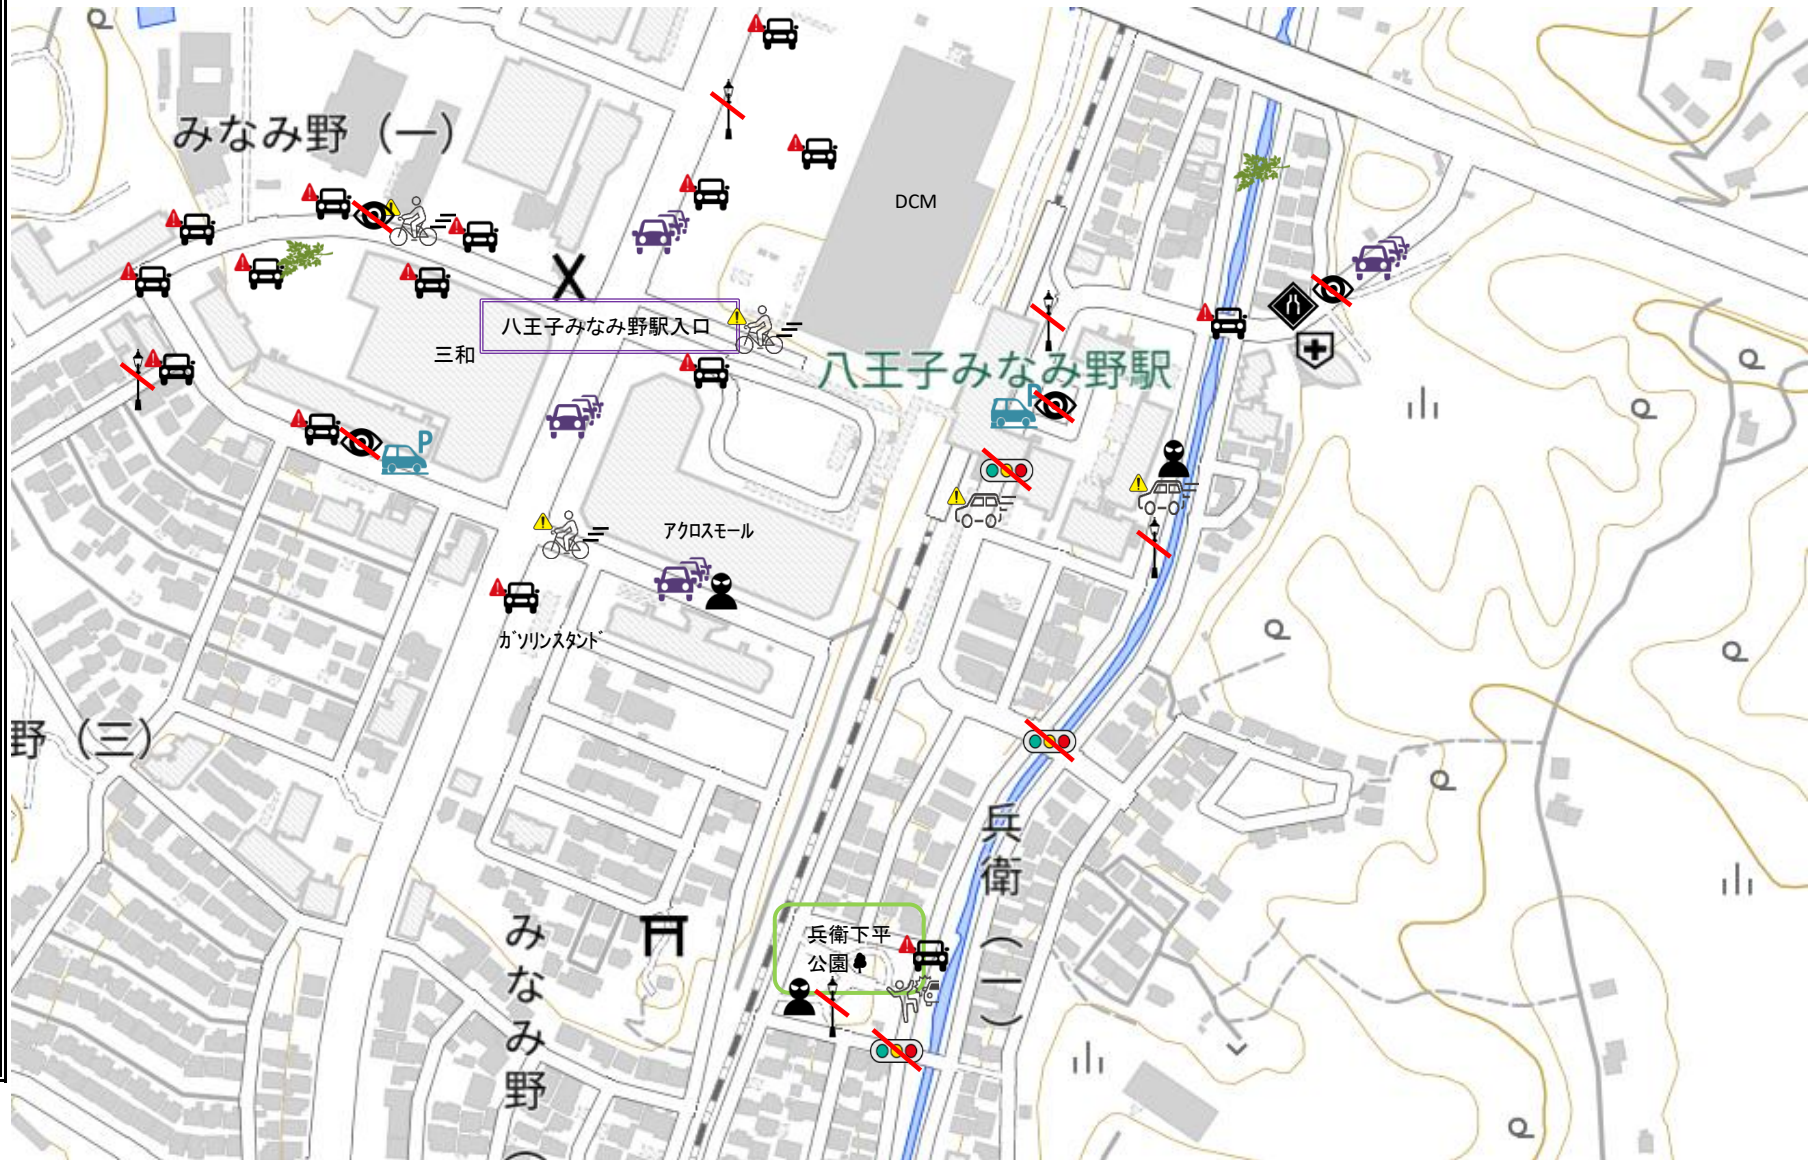 みなみ野（一）
DCM
八王子みなみ野駅入口
三和
八王子みなみ野駅
P
P
アクロスモール
ガソリンスタンド
野（三）
兵衛（一）
兵衛下平
公園
みなみ野（